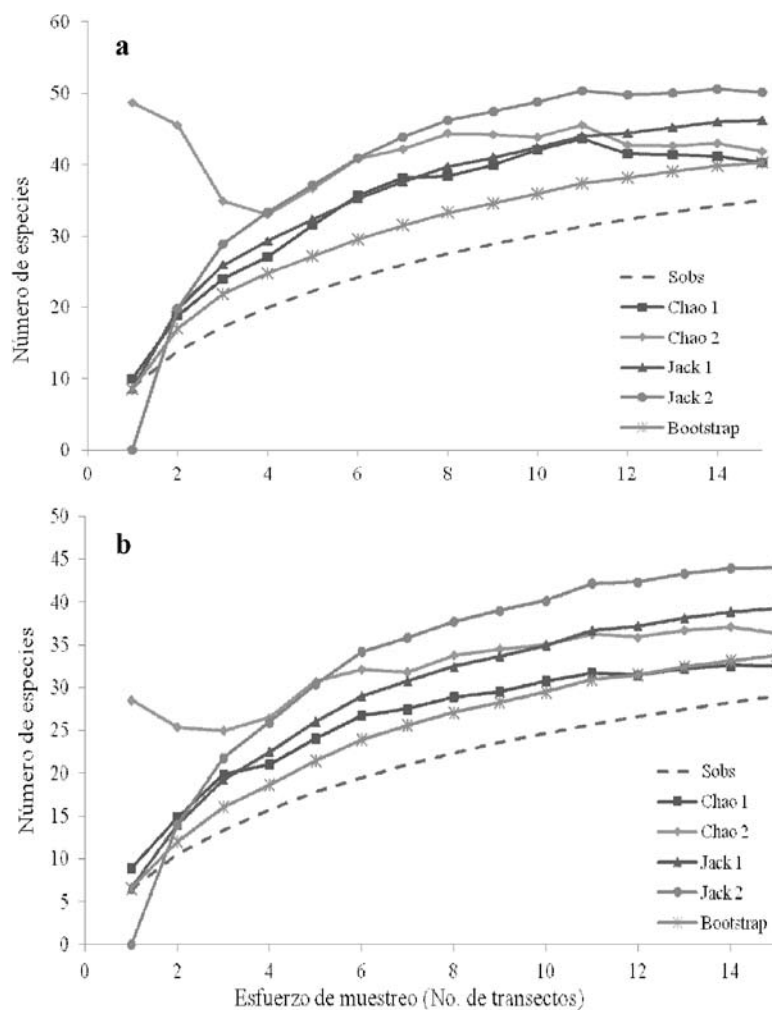 a
Número de especies
60
50
40
30
20
10
0
0 2 4 6 8 10 12 14
Sobs
Chao 1
Chao 2
Jack 1
Jack 2
Bootstrap
b
Número de especies
50
45
40
35
30
25
20
15
10
5
0
0 2 4 6 8 10 12 14
Sobs
Chao 1
Chao 2
Jack 1
Jack 2
Bootstrap
Esfuerzo de muestreo (No. de transectos)